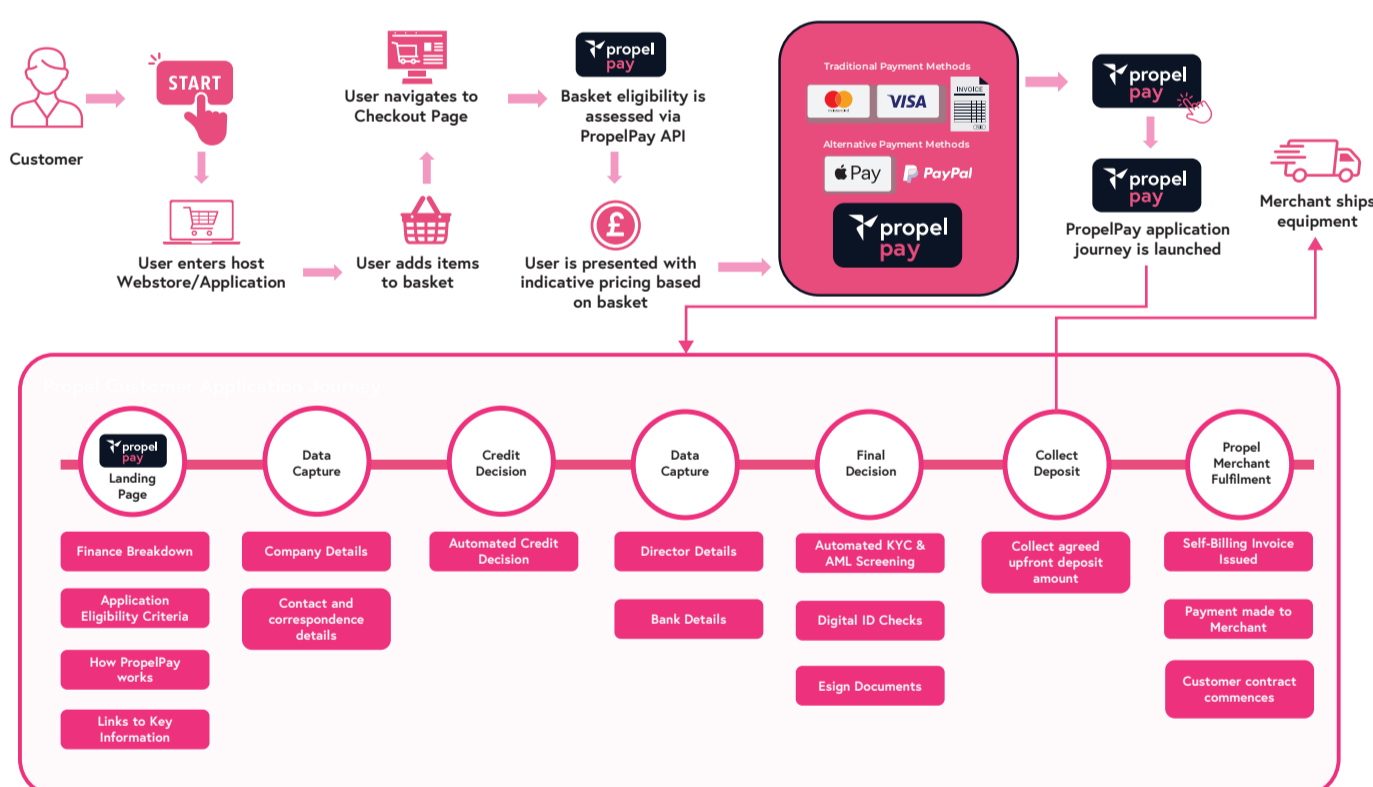 Customer
START
User enters host
Webstore/Application
User adds items
to basket
User navigates to
Checkout Page
propel
pay
Basket eligibility is
assessed via
PropelPay API
£
User is presented with
indicative pricing based
on basket
Traditional Payment Methods
VISA
INVOICE
Alternative Payment Methods
Pay
PayPal
propel
pay
propel
pay
propel
pay
PropelPay application
journey is launched
Merchant ships
equipment
Propel Customer Application Journey
propel
pay
Landing
Page
Finance Breakdown
Application
Eligibility Criteria
How PropelPay
works
Links to Key
Information
Data
Capture
Company Details
Contact and
correspondence
details
Credit
Decision
Automated Credit
Decision
Data
Capture
Director Details
Bank Details
Final
Decision
Automated KYC &
AML Screening
Digital ID Checks
Esign Documents
Collect
Deposit
Collect agreed
upfront deposit
amount
Propel
Merchant
Fulfilment
Self-Billing Invoice
Issued
Payment made to
Merchant
Customer contract
commences